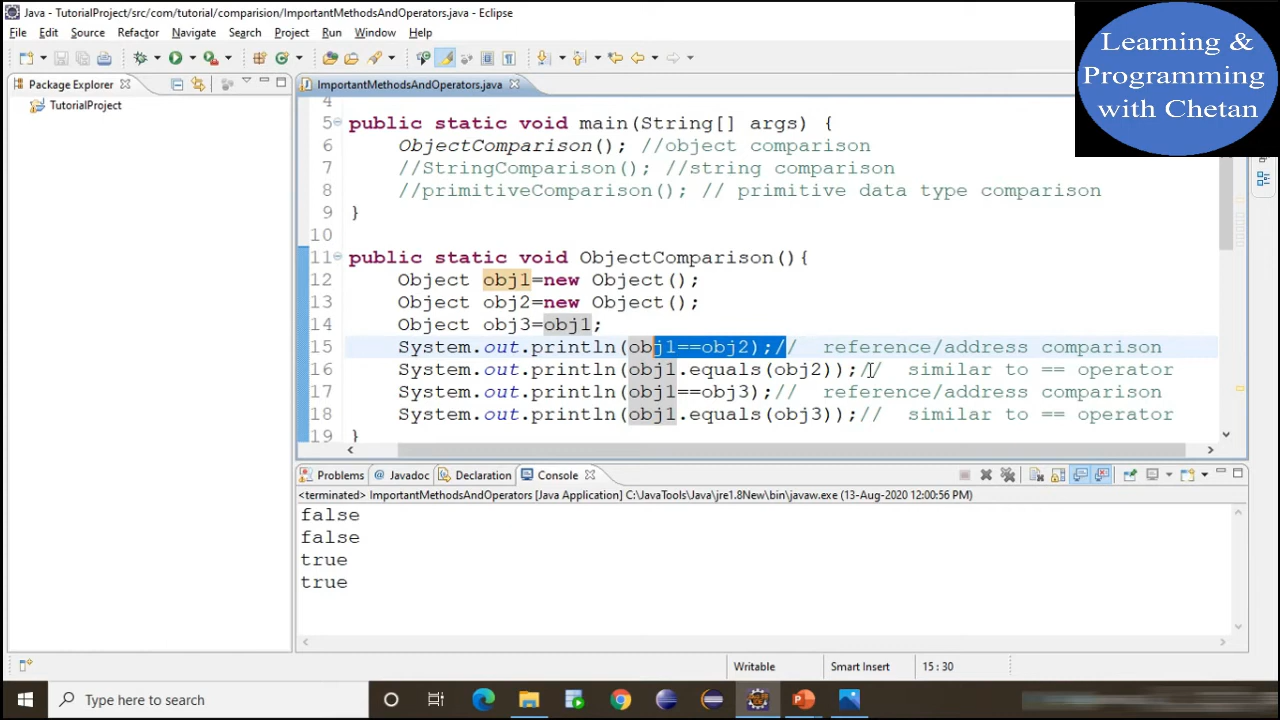 Java - TutorialProject/src/com/tutorial/comparision/ImportantMethodsAndOperators.java - Eclipse
File Edit Source Refactor Navigate Search Project Run Window Help
Learning &
Programming
with Chetan
Package Explorer
TutorialProject
ImportantMethodsAndOperators.java
4
5 public static void main(String[] args) {
6 ObjectComparison(); //object comparison
7 //StringComparison(); //string comparison
8 //primitiveComparison(); // primitive data type comparison
9 }
10
11 public static void ObjectComparison(){
12 Object obj1=new Object();
13 Object obj2=new Object();
14 Object obj3=obj1;
15 System.out.println(obj1==obj2);// reference/address comparison
16 System.out.println(obj1.equals(obj2));// similar to == operator
17 System.out.println(obj1==obj3);// reference/address comparison
18 System.out.println(obj1.equals(obj3));// similar to == operator
19 }
Problems @ Javadoc Declaration Console
<terminated> ImportantMethodsAndOperators [Java Application] C:\JavaTools\Java\jre1.8New\bin\javaw.exe (13-Aug-2020 12:00:56 PM)
false
false
true
true
Writable Smart Insert 15 : 30
Type here to search